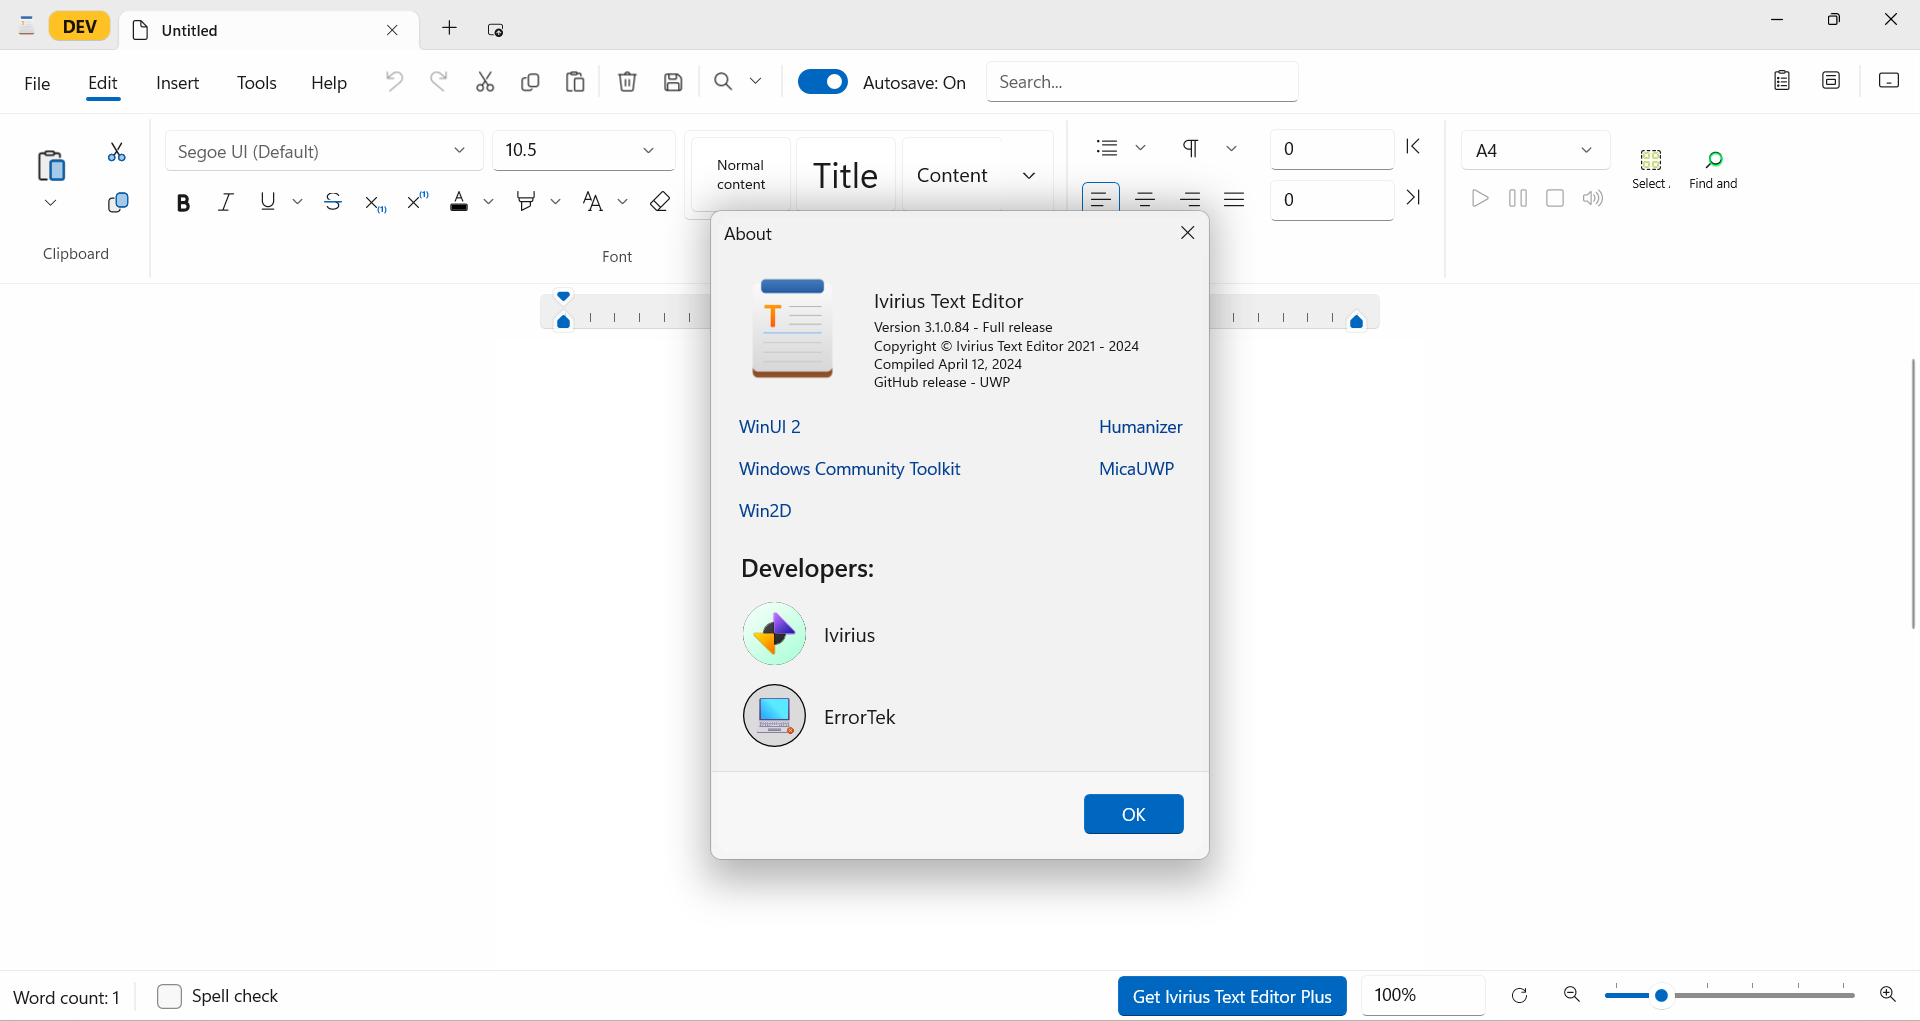 DEV
Untitled
File
Edit
Insert
Tools
Help
Autosave: On
Search...
Segoe UI (Default)
10.5
Normal
content
Title
Content
0
A4
Select .
Find and
0
Clipboard
Font
About
Ivirius Text Editor
Version 3.1.0.84 - Full release
Copyright © Ivirius Text Editor 2021 - 2024
Compiled April 12, 2024
GitHub release - UWP
WinUI 2
Humanizer
Windows Community Toolkit
MicaUWP
Win2D
Developers:
Ivirius
ErrorTek
OK
Word count: 1
Spell check
Get Ivirius Text Editor Plus
100%